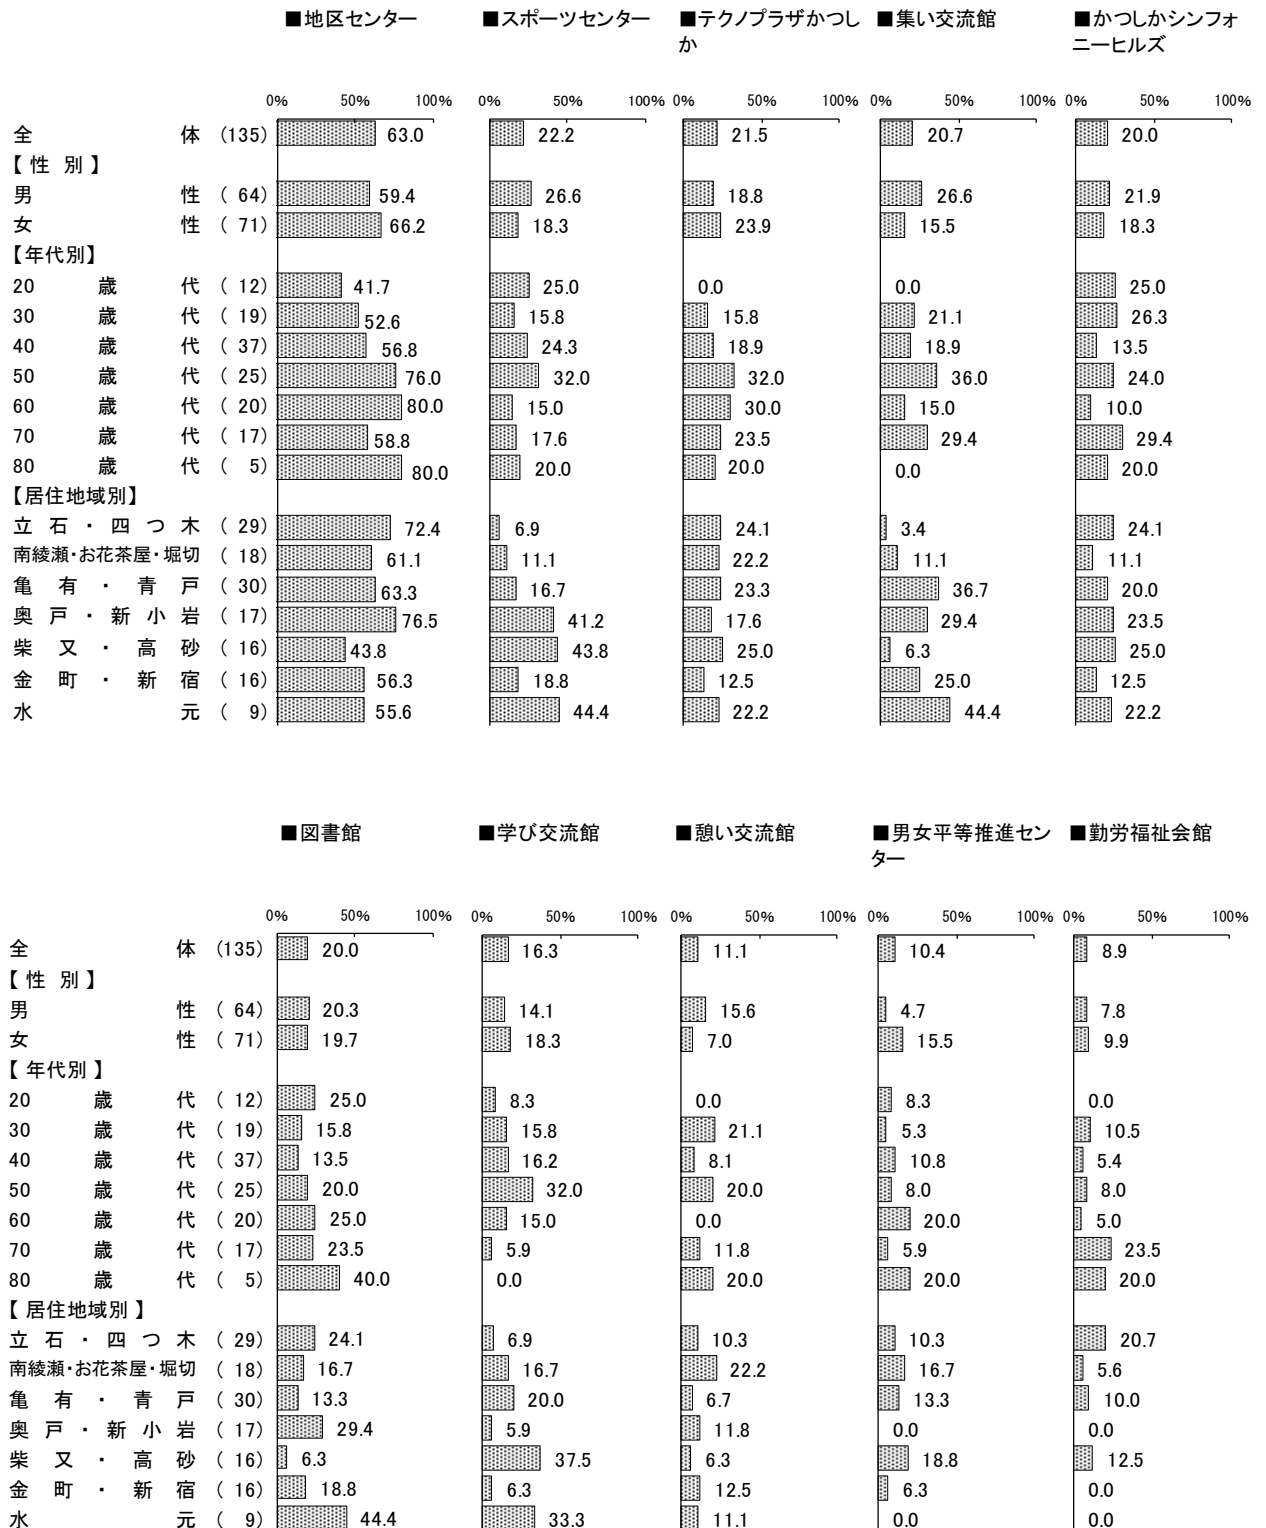 ■地区センター ■スポーツセンター ■テクノプラザかつし ■集い交流館 ■かつしかシンフォ
か ニーヒルズ
0% 50% 100% 0% 50% 100% 0% 50% 100% 0% 50% 100% 0% 50% 100%
全 体 (135) 63.0 22.2 21.5 20.7 20.0
【 性 別 】
男 性 ( 64) 59.4 26.6 18.8 26.6 21.9
女 性 ( 71) 66.2 18.3 23.9 15.5 18.3
【年代別】
20 歳 代 ( 12) 41.7 25.0 0.0 0.0 25.0
30 歳 代 ( 19) 52.6 15.8 15.8 21.1 26.3
40 歳 代 ( 37) 56.8 24.3 18.9 18.9 13.5
50 歳 代 ( 25) 76.0 32.0 32.0 36.0 24.0
60 歳 代 ( 20) 80.0 15.0 30.0 15.0 10.0
70 歳 代 ( 17) 58.8 17.6 23.5 29.4 29.4
80 歳 代 ( 5) 80.0 20.0 20.0 0.0 20.0
【居住地域別】
立 石 ・ 四 つ 木 ( 29) 72.4 6.9 24.1 3.4 24.1
南綾瀬・お花茶屋・堀切 ( 18) 61.1 11.1 22.2 11.1 11.1
亀 有 ・ 青 戸 ( 30) 63.3 16.7 23.3 36.7 20.0
奥 戸 ・ 新 小 岩 ( 17) 76.5 41.2 17.6 29.4 23.5
柴 又 ・ 高 砂 ( 16) 43.8 43.8 25.0 6.3 25.0
金 町 ・ 新 宿 ( 16) 56.3 18.8 12.5 25.0 12.5
水 元 ( 9) 55.6 44.4 22.2 44.4 22.2
■図書館 ■学び交流館 ■憩い交流館 ■男女平等推進セン ■勤労福祉会館
ター
0% 50% 100% 0% 50% 100% 0% 50% 100% 0% 50% 100% 0% 50% 100%
全 体 (135) 20.0 16.3 11.1 10.4 8.9
【 性 別 】
男 性 ( 64) 20.3 14.1 15.6 4.7 7.8
女 性 ( 71) 19.7 18.3 7.0 15.5 9.9
【 年代別 】
20 歳 代 ( 12) 25.0 8.3 0.0 8.3 0.0
30 歳 代 ( 19) 15.8 15.8 21.1 5.3 10.5
40 歳 代 ( 37) 13.5 16.2 8.1 10.8 5.4
50 歳 代 ( 25) 20.0 32.0 20.0 8.0 8.0
60 歳 代 ( 20) 25.0 15.0 0.0 20.0 5.0
70 歳 代 ( 17) 23.5 5.9 11.8 5.9 23.5
80 歳 代 ( 5) 40.0 0.0 20.0 20.0 20.0
【 居住地域別 】
立 石 ・ 四 つ 木 ( 29) 24.1 6.9 10.3 10.3 20.7
南綾瀬・お花茶屋・堀切 ( 18) 16.7 16.7 22.2 16.7 5.6
亀 有 ・ 青 戸 ( 30) 13.3 20.0 6.7 13.3 10.0
奥 戸 ・ 新 小 岩 ( 17) 29.4 5.9 11.8 0.0 0.0
柴 又 ・ 高 砂 ( 16) 6.3 37.5 6.3 18.8 12.5
金 町 ・ 新 宿 ( 16) 18.8 6.3 12.5 6.3 0.0
水 元 ( 9) 44.4 33.3 11.1 0.0 0.0